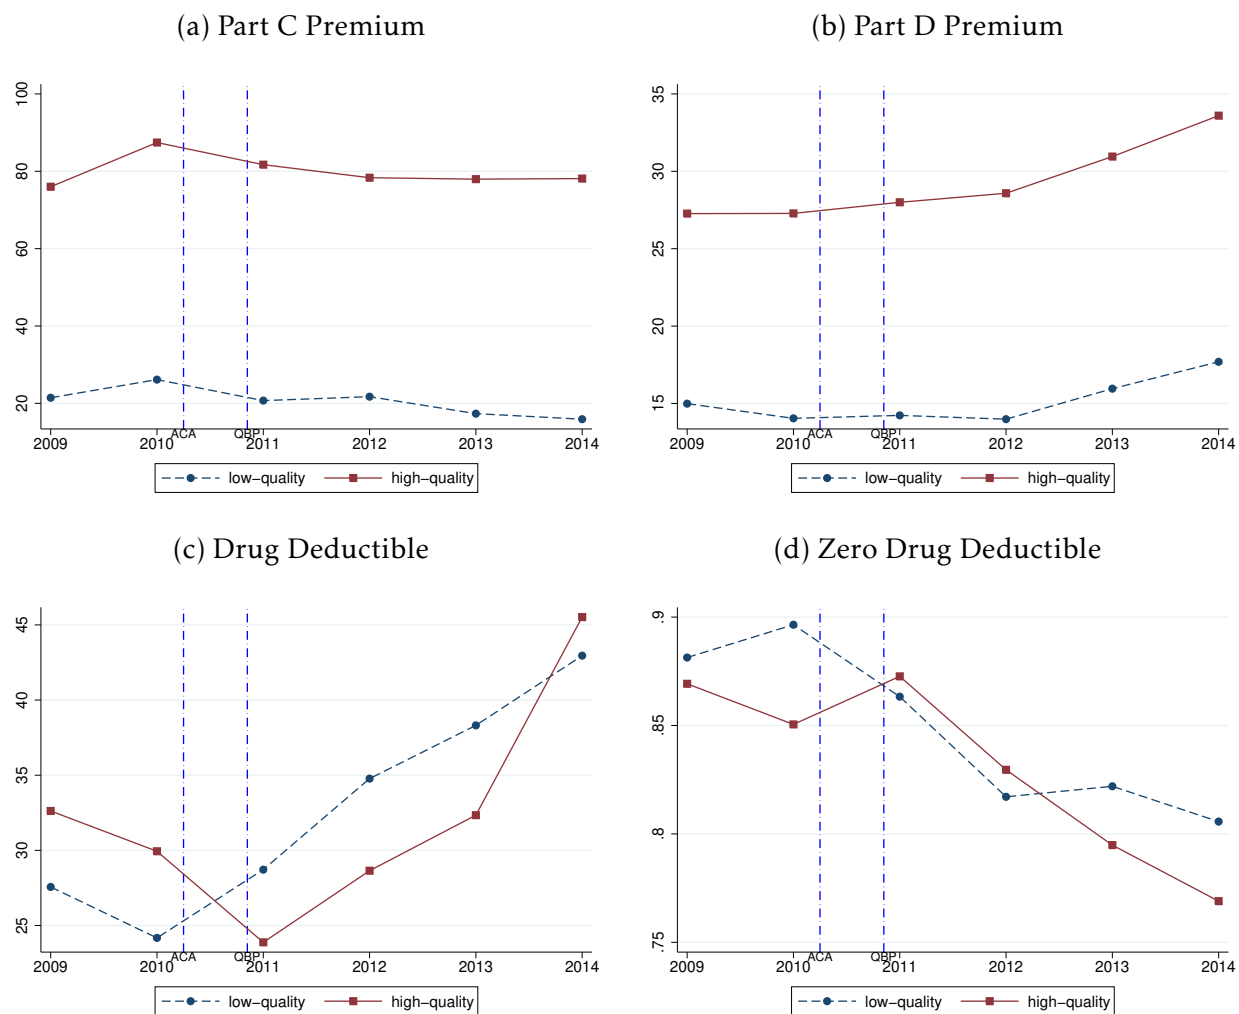 (a) Part C Premium
100
80
60
40
20
2009 2010 ACA QBP 2011 2012 2013 2014
low-quality high-quality
(b) Part D Premium
35
30
25
20
15
2009 2010 ACA QBP 2011 2012 2013 2014
low-quality high-quality
(c) Drug Deductible
45
40
35
30
25
2009 2010 ACA QBP 2011 2012 2013 2014
low-quality high-quality
(d) Zero Drug Deductible
.9
.85
.8
.75
2009 2010 ACA QBP 2011 2012 2013 2014
low-quality high-quality